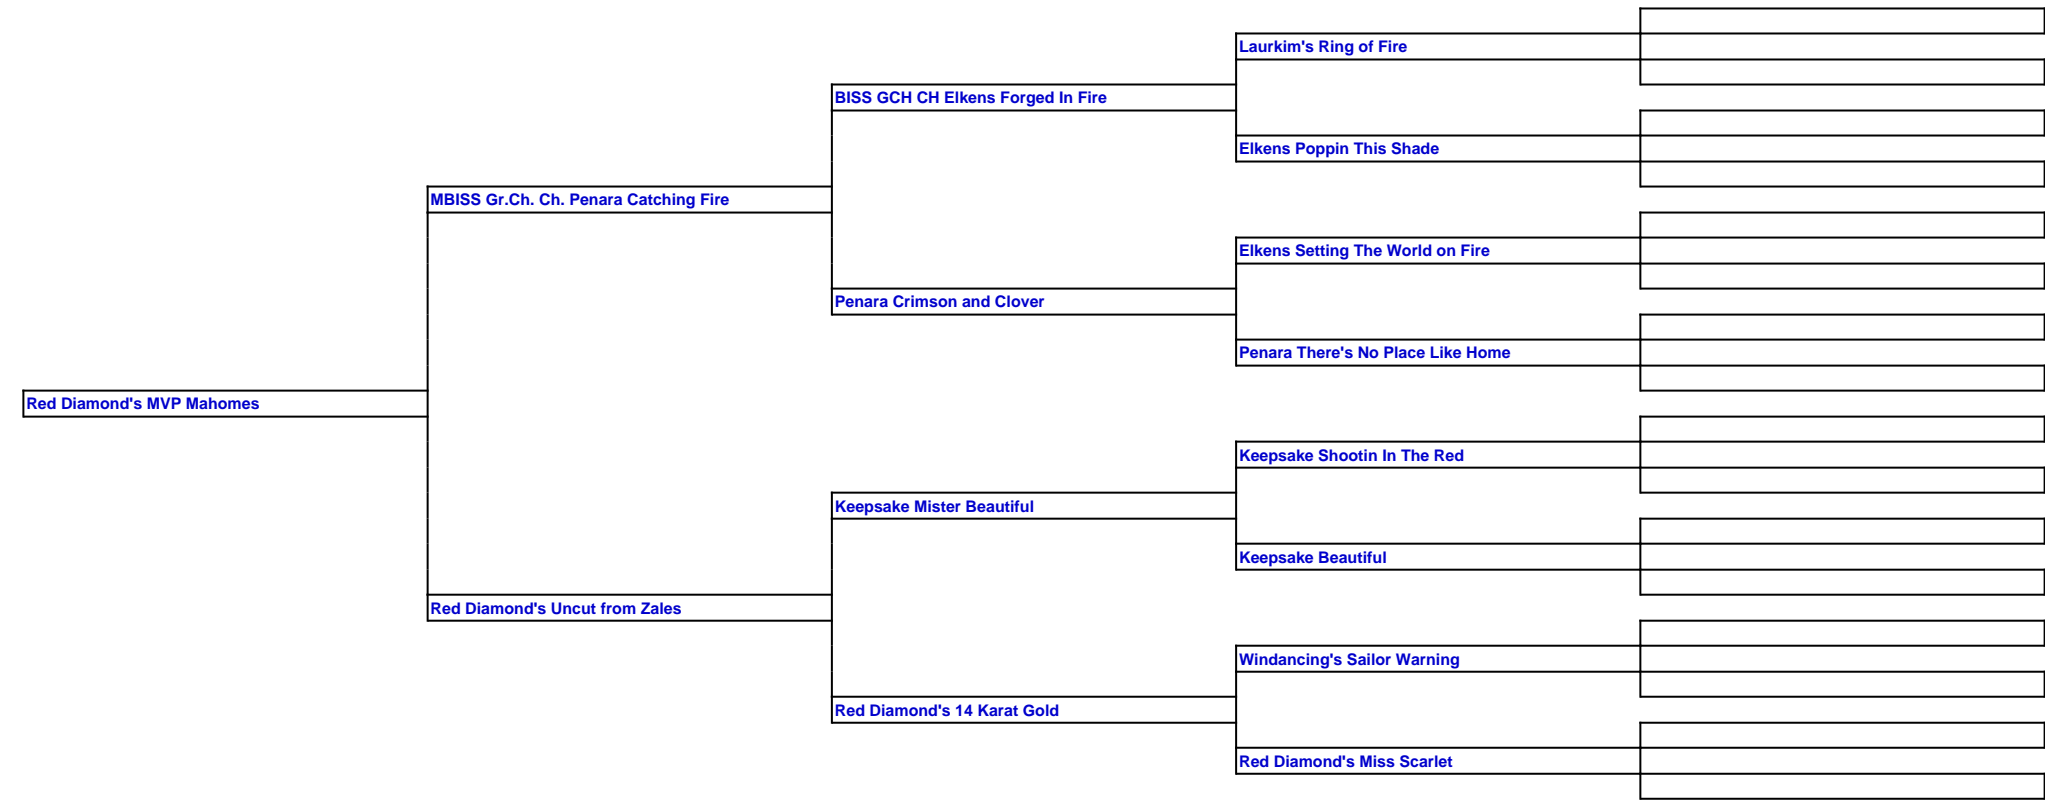 Laurkim's Ring of Fire
BISS GCH CH Elkens Forged In Fire
Elkens Poppin This Shade
MBISS Gr.Ch. Ch. Penara Catching Fire
Elkens Setting The World on Fire
Penara Crimson and Clover
Penara There's No Place Like Home
Red Diamond's MVP Mahomes
Keepsake Shootin In The Red
Keepsake Mister Beautiful
Keepsake Beautiful
Red Diamond's Uncut from Zales
Windancing's Sailor Warning
Red Diamond's 14 Karat Gold
Red Diamond's Miss Scarlet